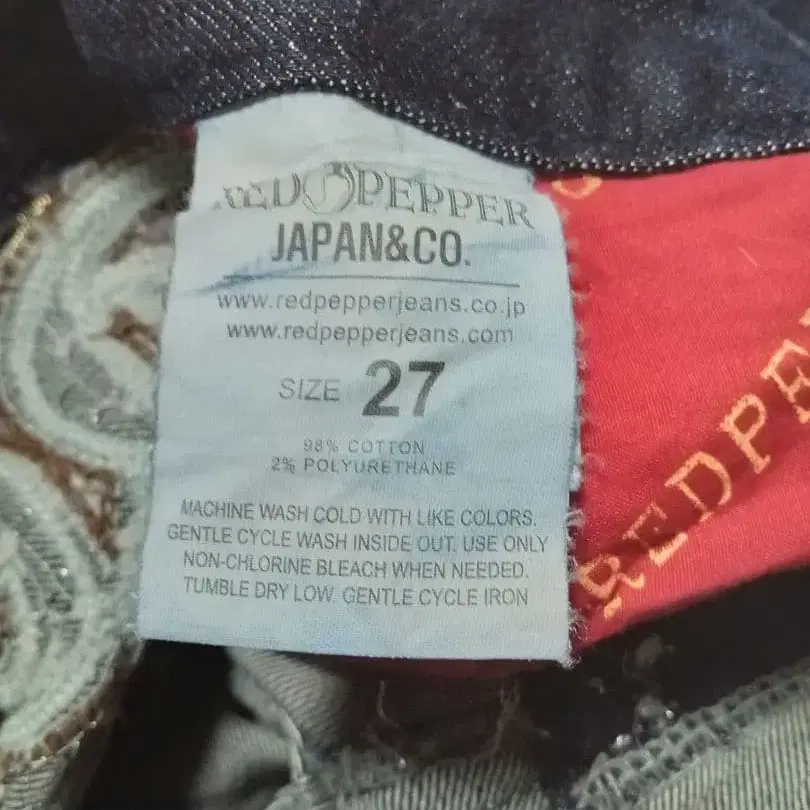 RED PEPPER
JAPAN&CO.
www.redpepperjeans.co.jp
www.redpepperjeans.com
SIZE 27
98% COTTON
2% POLYURETHANE
MACHINE WASH COLD WITH LIKE COLORS.
GENTLE CYCLE WASH INSIDE OUT. USE ONLY
NON-CHLORINE BLEACH WHEN NEEDED.
TUMBLE DRY LOW. GENTLE CYCLE IRON
REDPE